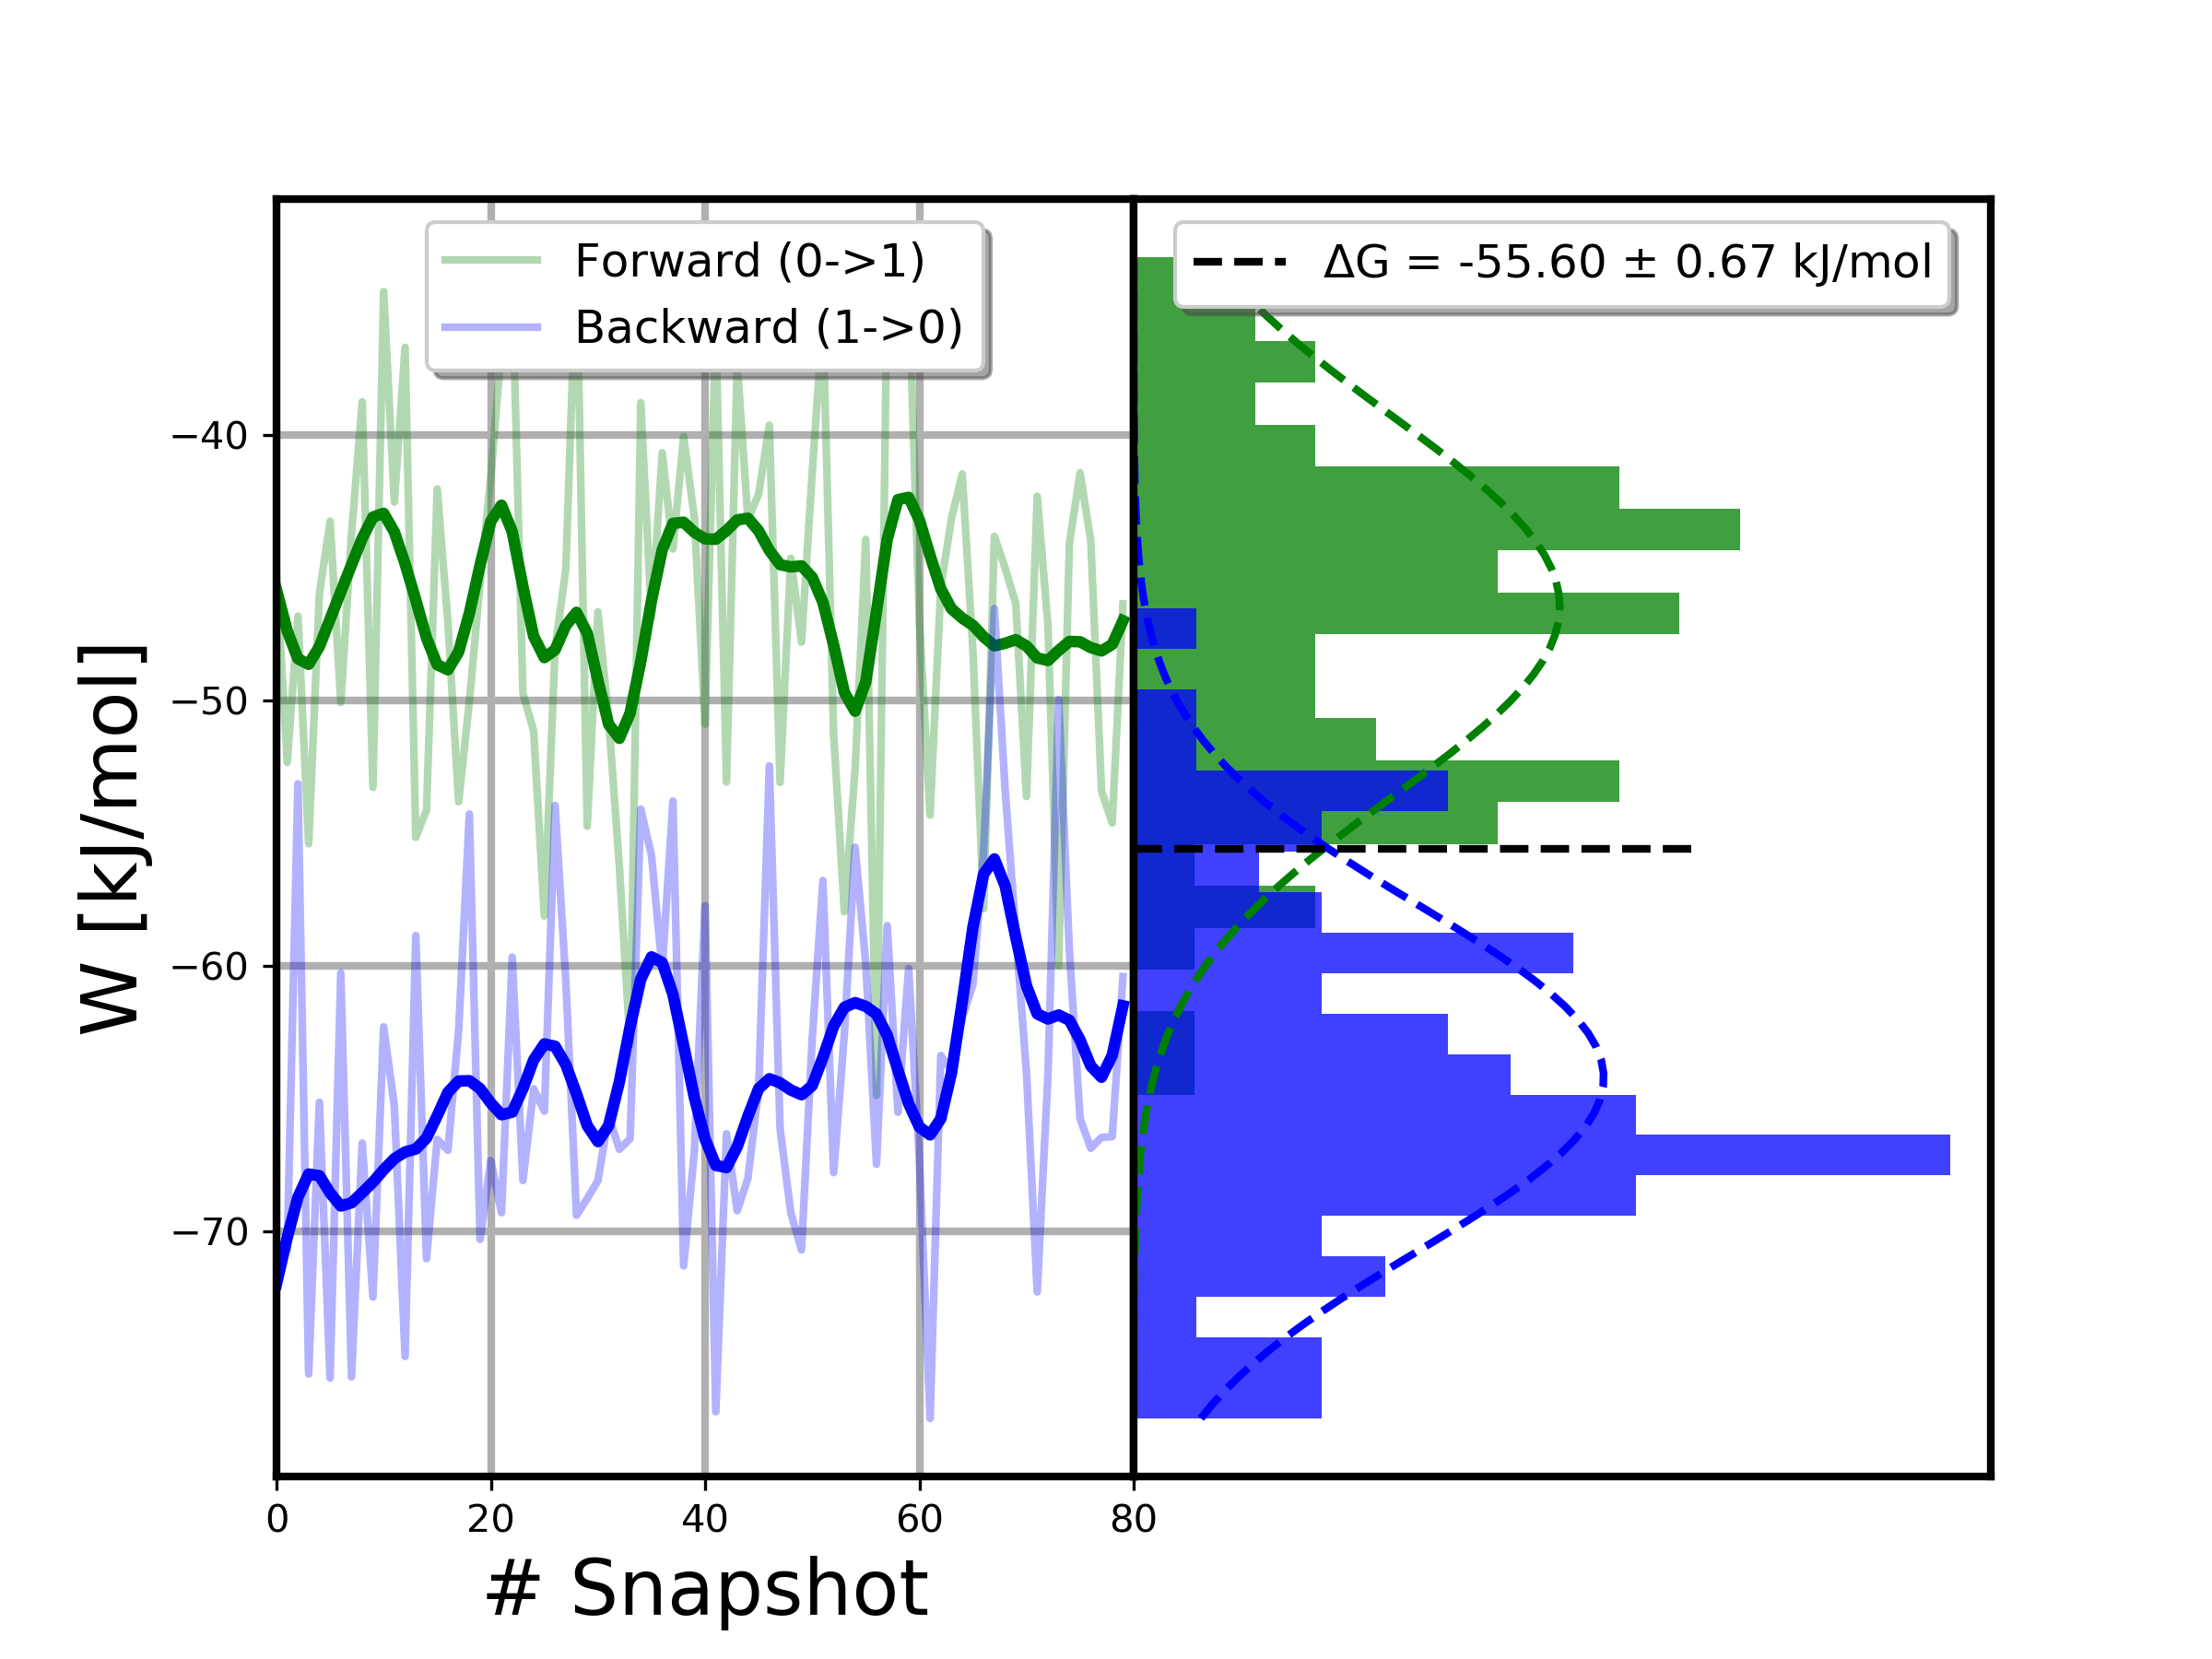 Forward (0->1)
Backward (1->0)
ΔG = -55.60 ± 0.67 kJ/mol
−40
−50
−60
−70
W [kJ/mol]
0
20
40
60
80
# Snapshot